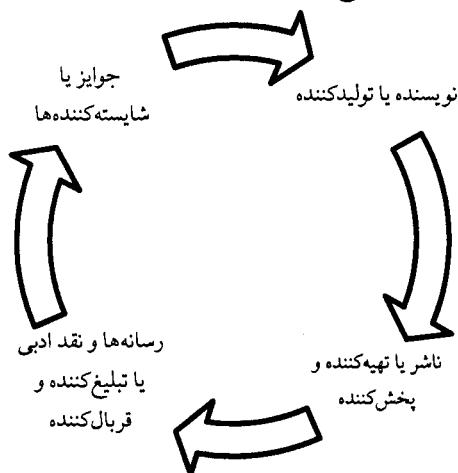 نویسنده یا تولیدکننده
ناشر یا تهیه‌کننده و
پخش‌کننده
رسانه‌ها و نقد ادبی
یا تبلیغ‌کننده و
قربال‌کننده
جوایز یا
شایسته‌کننده‌ها